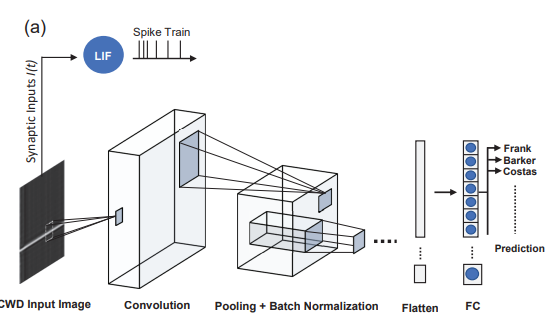 (a)
Spike Train
LIF
Synaptic Inputs I(t)
Frank
Barker
Costas
Prediction
CWD Input Image
Convolution
Pooling + Batch Normalization
Flatten
FC